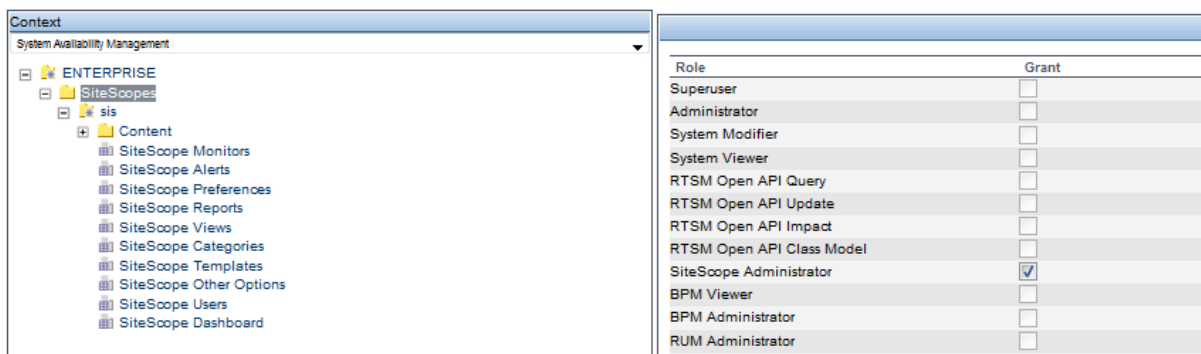 Context
System Availability Management
ENTERPRISE
SiteScopes
sis
Content
SiteScope Monitors
SiteScope Alerts
SiteScope Preferences
SiteScope Reports
SiteScope Views
SiteScope Categories
SiteScope Templates
SiteScope Other Options
SiteScope Users
SiteScope Dashboard
Role Grant
Superuser
Administrator
System Modifier
System Viewer
RTSM Open API Query
RTSM Open API Update
RTSM Open API Impact
RTSM Open API Class Model
SiteScope Administrator
BPM Viewer
BPM Administrator
RUM Administrator